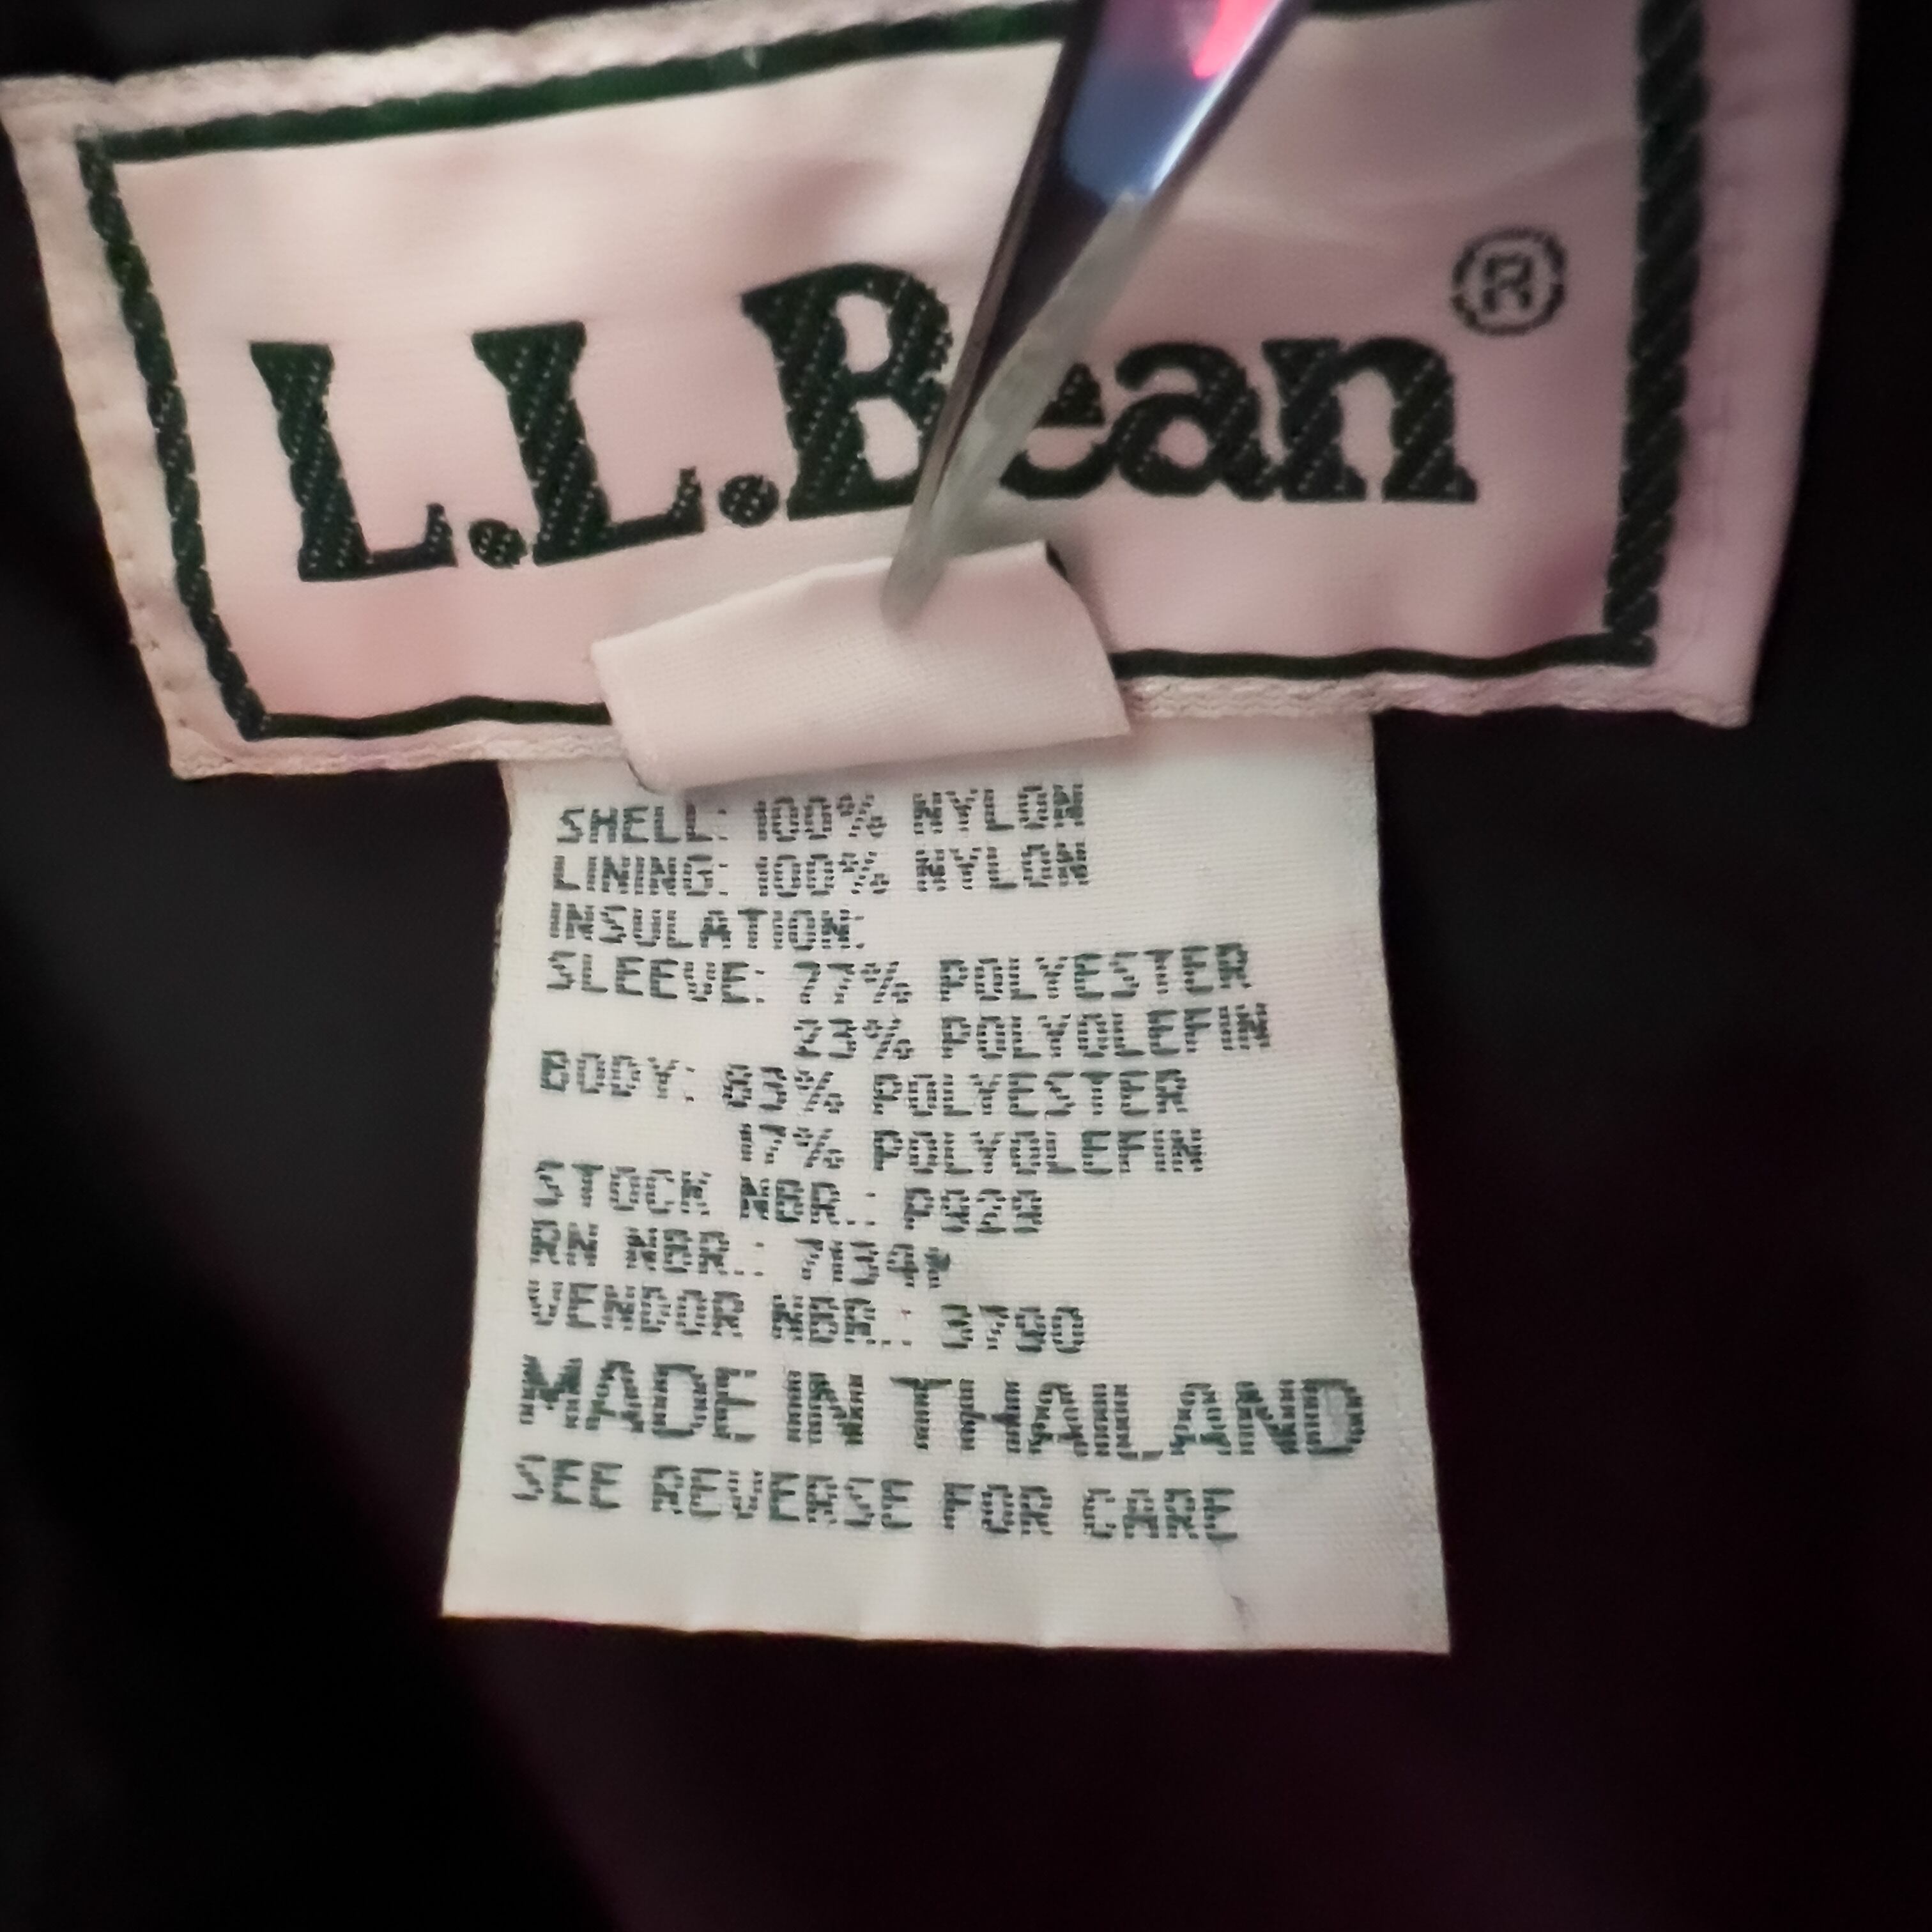 L.L.Bean®
SHELL: 100% NYLON
LINING: 100% NYLON
INSULATION:
SLEEVE: 77% POLYESTER
23% POLYOLEFIN
BODY: 83% POLYESTER
17% POLYOLEFIN
STOCK NBR.: P929
RN NBR.:
VENDOR NBR.: 3790
MADE IN THAILAND
SEE REVERSE FOR CARE